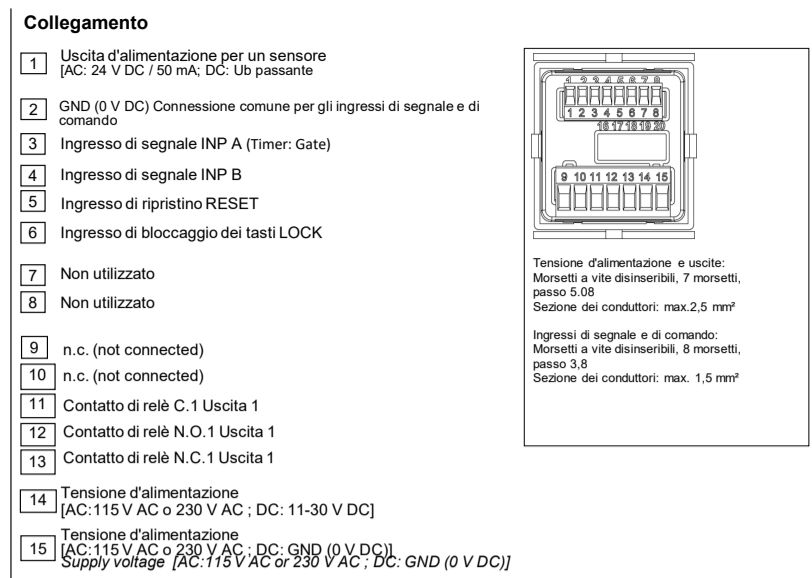 Collegamento
1 Uscita d'alimentazione per un sensore
[AC: 24 V DC / 50 mA; DC: Ub passante
2 GND (0 V DC) Connessione comune per gli ingressi di segnale e di
comando
3 Ingresso di segnale INP A (Timer: Gate)
4 Ingresso di segnale INP B
5 Ingresso di ripristino RESET
6 Ingresso di bloccaggio dei tasti LOCK
7 Non utilizzato
8 Non utilizzato
9 n.c. (not connected)
10 n.c. (not connected)
11 Contatto di relè C.1 Uscita 1
12 Contatto di relè N.O.1 Uscita 1
13 Contatto di relè N.C.1 Uscita 1
14 Tensione d'alimentazione
[AC:115 V AC o 230 V AC ; DC: 11-30 V DC]
15 Tensione d'alimentazione
[AC:115 V AC o 230 V AC ; DC: GND (0 V DC)]
Supply voltage [AC:115 V AC or 230 V AC ; DC: GND (0 V DC)]
1 2 3 4 5 6 7 8
1 2 3 4 5 6 7 8
16 17 18 19 20
9 10 11 12 13 14 15
Tensione d'alimentazione e uscite:
Morsetti a vite disinseribili, 7 morsetti,
passo 5.08
Sezione dei conduttori: max.2,5 mm²
Ingressi di segnale e di comando:
Morsetti a vite disinseribili, 8 morsetti,
passo 3,8
Sezione dei conduttori: max. 1,5 mm²